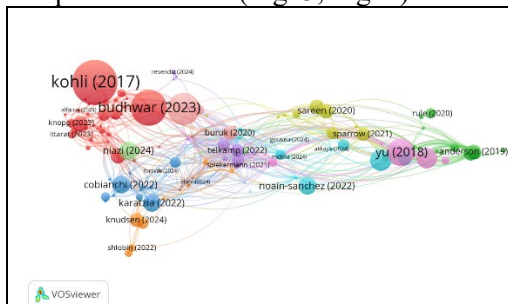 resende (2024)
kohli (2017)
budhwar (2023)
knopp (2023)
ittarat (2023)
sareen (2020)
rule (2020)
buruk (2020)
sparrow (2021)
niazi (2024)
telkamp (2022)
yu (2018)
anderson (2019)
spiekermann (2021)
cobianchi (2022)
noain-sanchez (2022)
karatzia (2022)
knudsen (2024)
shlobin (2022)
VOSviewer